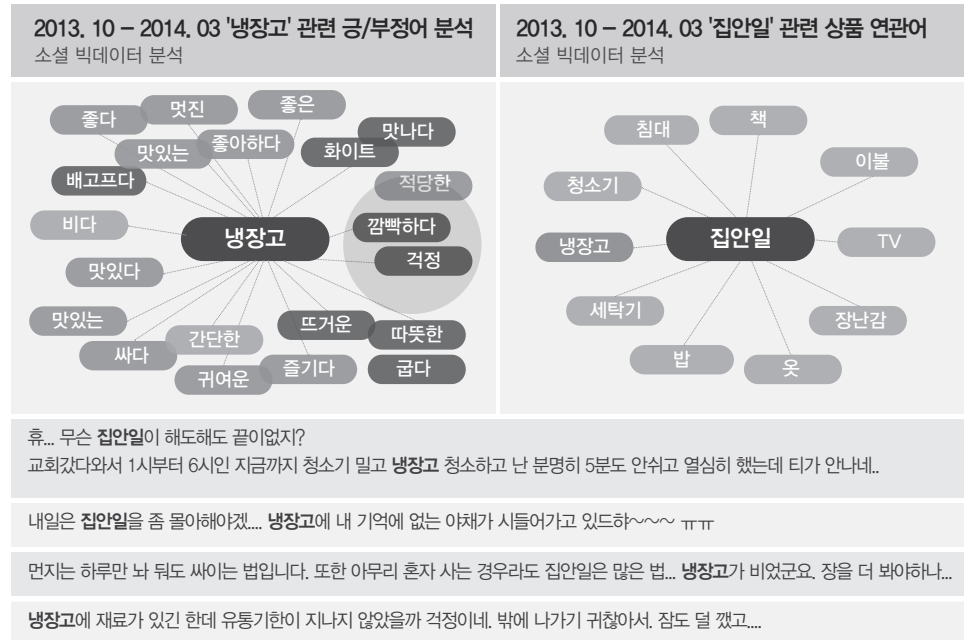 2013. 10 – 2014. 03 '냉장고' 관련 긍/부정어 분석
소셜 빅데이터 분석
좋다
멋진
좋은
맛있는
좋아하다
화이트
맛나다
배고프다
적당한
비다
냉장고
깜빡하다
걱정
맛있다
맛있는
싸다
간단한
귀여운
즐기다
뜨거운
따뜻한
굽다
2013. 10 – 2014. 03 '집안일' 관련 상품 연관어
소셜 빅데이터 분석
침대
책
이불
청소기
냉장고
집안일
TV
세탁기
장난감
밥
옷
휴... 무슨 집안일이 해도해도 끝이없지?
교회갔다와서 1시부터 6시인 지금까지 청소기 밀고 냉장고 청소하고 난 분명히 5분도 안쉬고 열심히 했는데 티가 안나네..
내일은 집안일을 좀 몰아해야겠.... 냉장고에 내 기억에 없는 야채가 시들어가고 있드햐~~~ ㅠㅠ
먼지는 하루만 놔 둬도 싸이는 법입니다. 또한 아무리 혼자 사는 경우라도 집안일은 많은 법... 냉장고가 비었군요. 장을 더 봐야하나...
냉장고에 재료가 있긴 한데 유통기한이 지나지 않았을까 걱정이네. 밖에 나가기 귀찮아서. 잠도 덜 깼고....